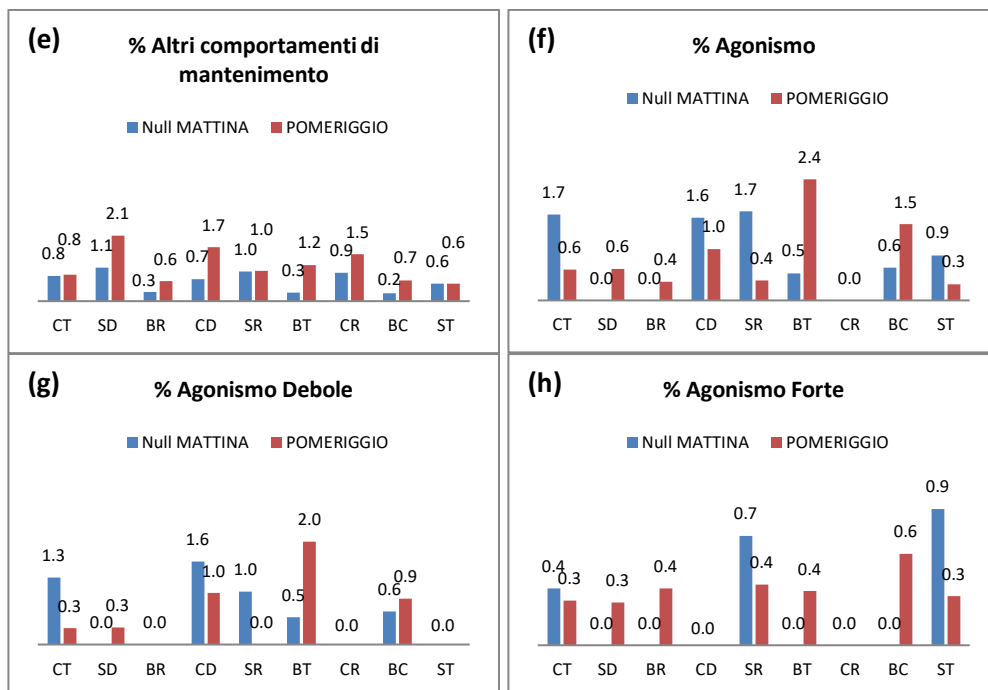 (e)
% Altri comportamenti di
mantenimento
Null MATTINA POMERIGGIO
0.8 0.8 1.1 2.1 0.3 0.6 0.7 1.7 1.0 1.0 0.3 1.2 0.9 1.5 0.2 0.7 0.6 0.6
CT SD BR CD SR BT CR BC ST
(f)
% Agonismo
Null MATTINA POMERIGGIO
1.7 0.6 0.0 0.6 0.0 0.4 1.6 1.0 1.7 0.4 0.5 2.4 0.0 0.6 1.5 0.9 0.3
CT SD BR CD SR BT CR BC ST
(g)
% Agonismo Debole
Null MATTINA POMERIGGIO
1.3 0.3 0.0 0.3 0.0 1.6 1.0 1.0 0.0 0.5 2.0 0.0 0.6 0.9 0.0
CT SD BR CD SR BT CR BC ST
(h)
% Agonismo Forte
Null MATTINA POMERIGGIO
0.4 0.3 0.0 0.3 0.0 0.4 0.0 0.7 0.4 0.0 0.4 0.0 0.0 0.6 0.9 0.3
CT SD BR CD SR BT CR BC ST